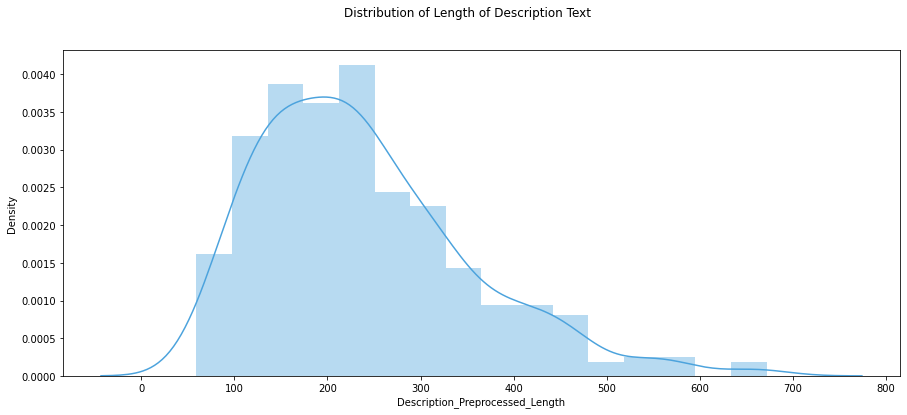 Distribution of Length of Description Text
0.0040
0.0035
0.0030
0.0025
0.0020
0.0015
0.0010
0.0005
0.0000
Density
0 100 200 300 400 500 600 700 800
Description_Preprocessed_Length